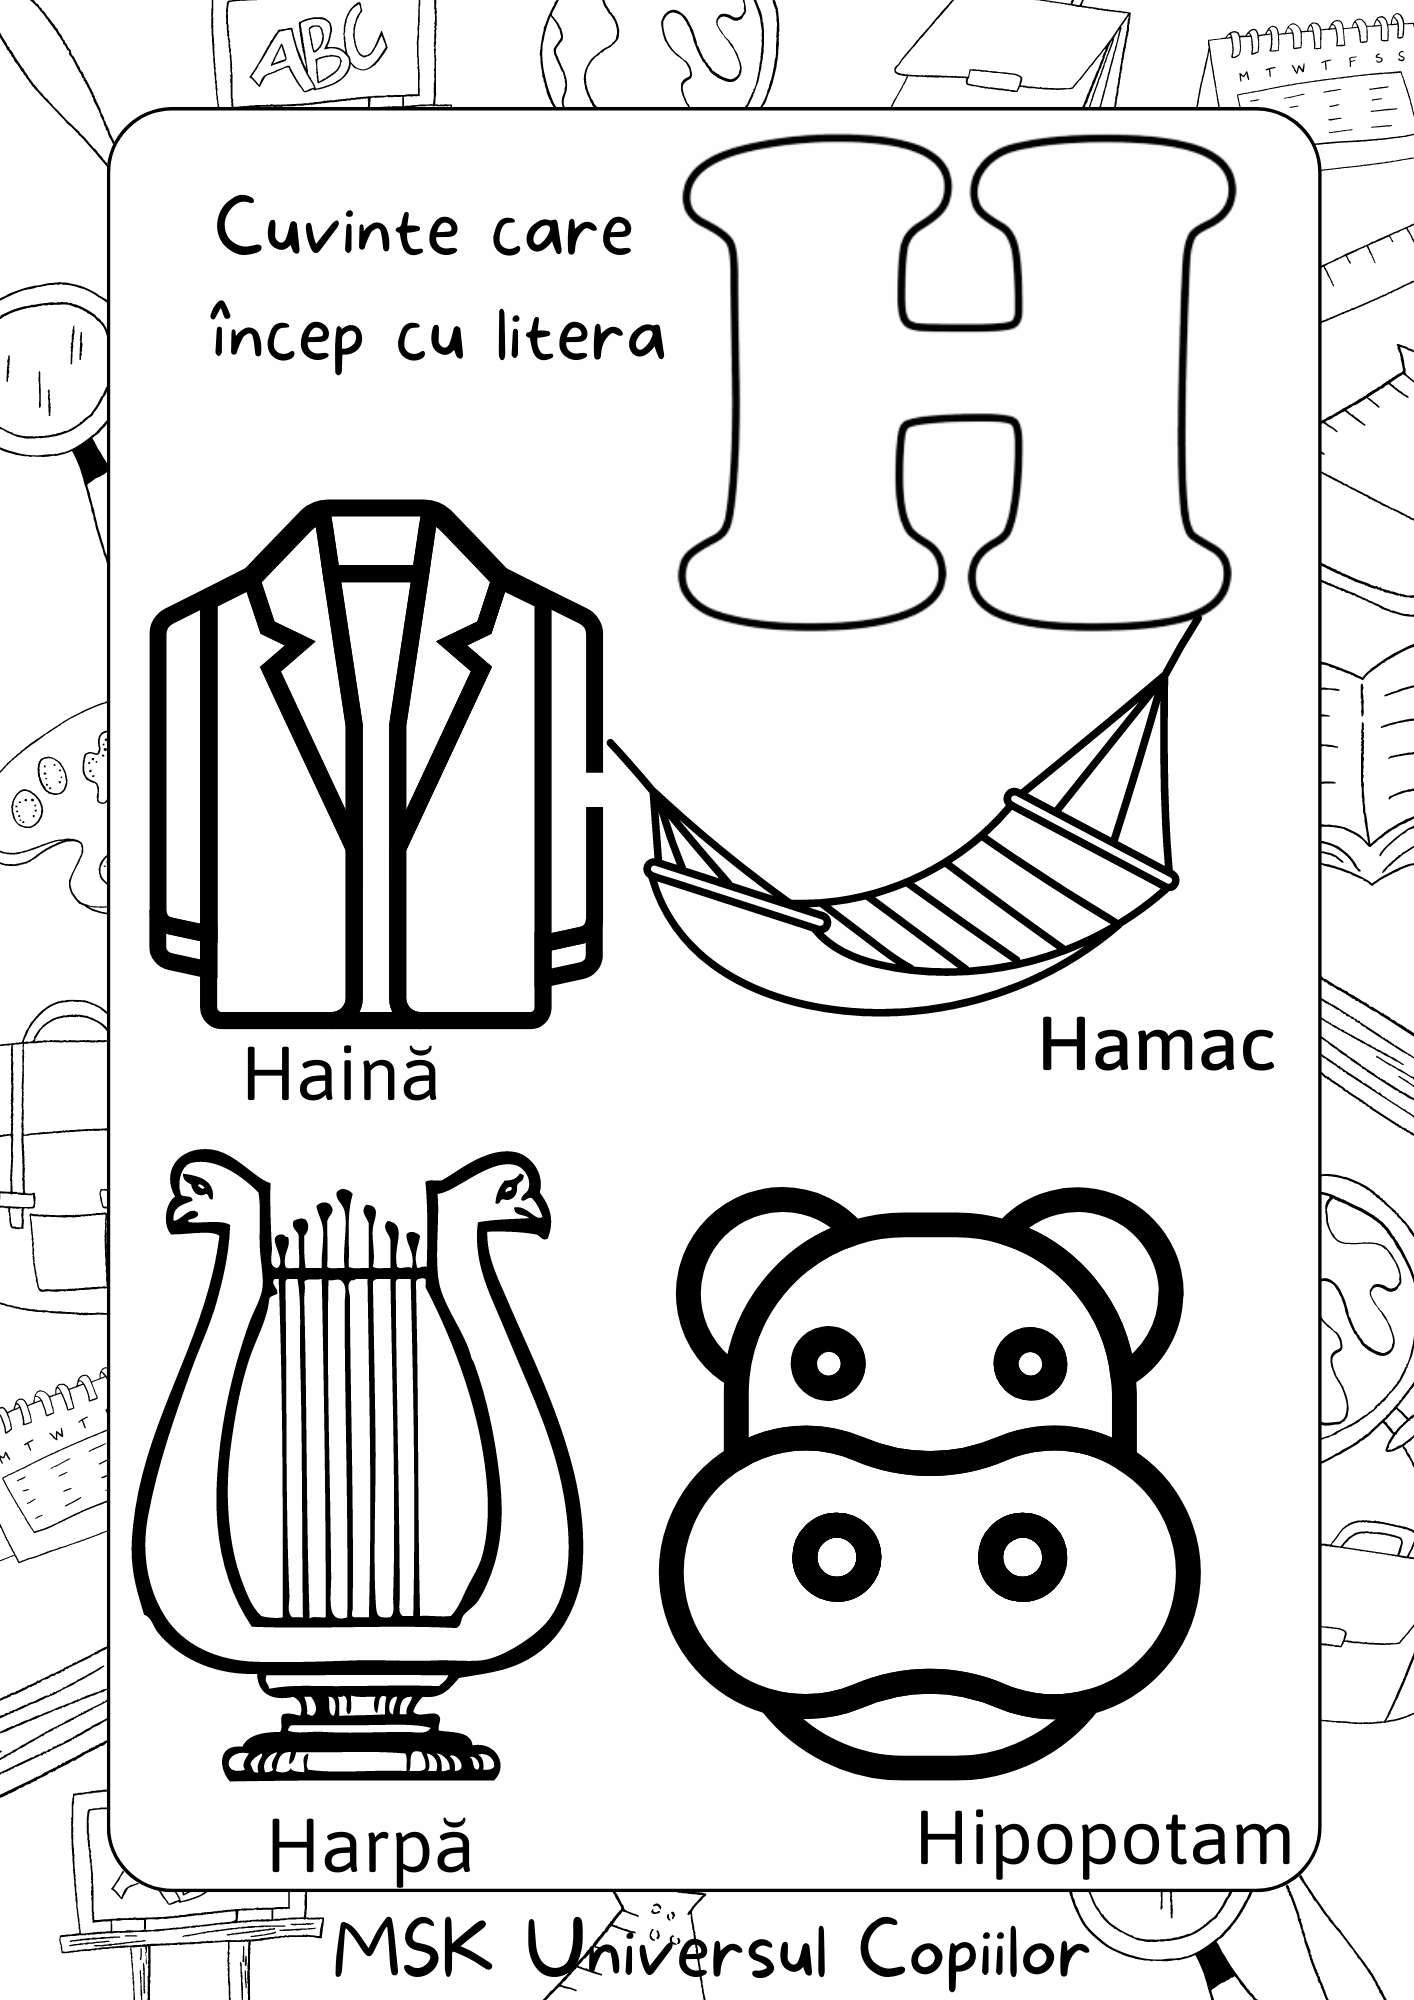 ABC
M T W T F S S
Cuvinte care
încep cu litera
H
Haină
Hamac
M T W T
Harpă
Hipopotam
MSK Universul Copiilor